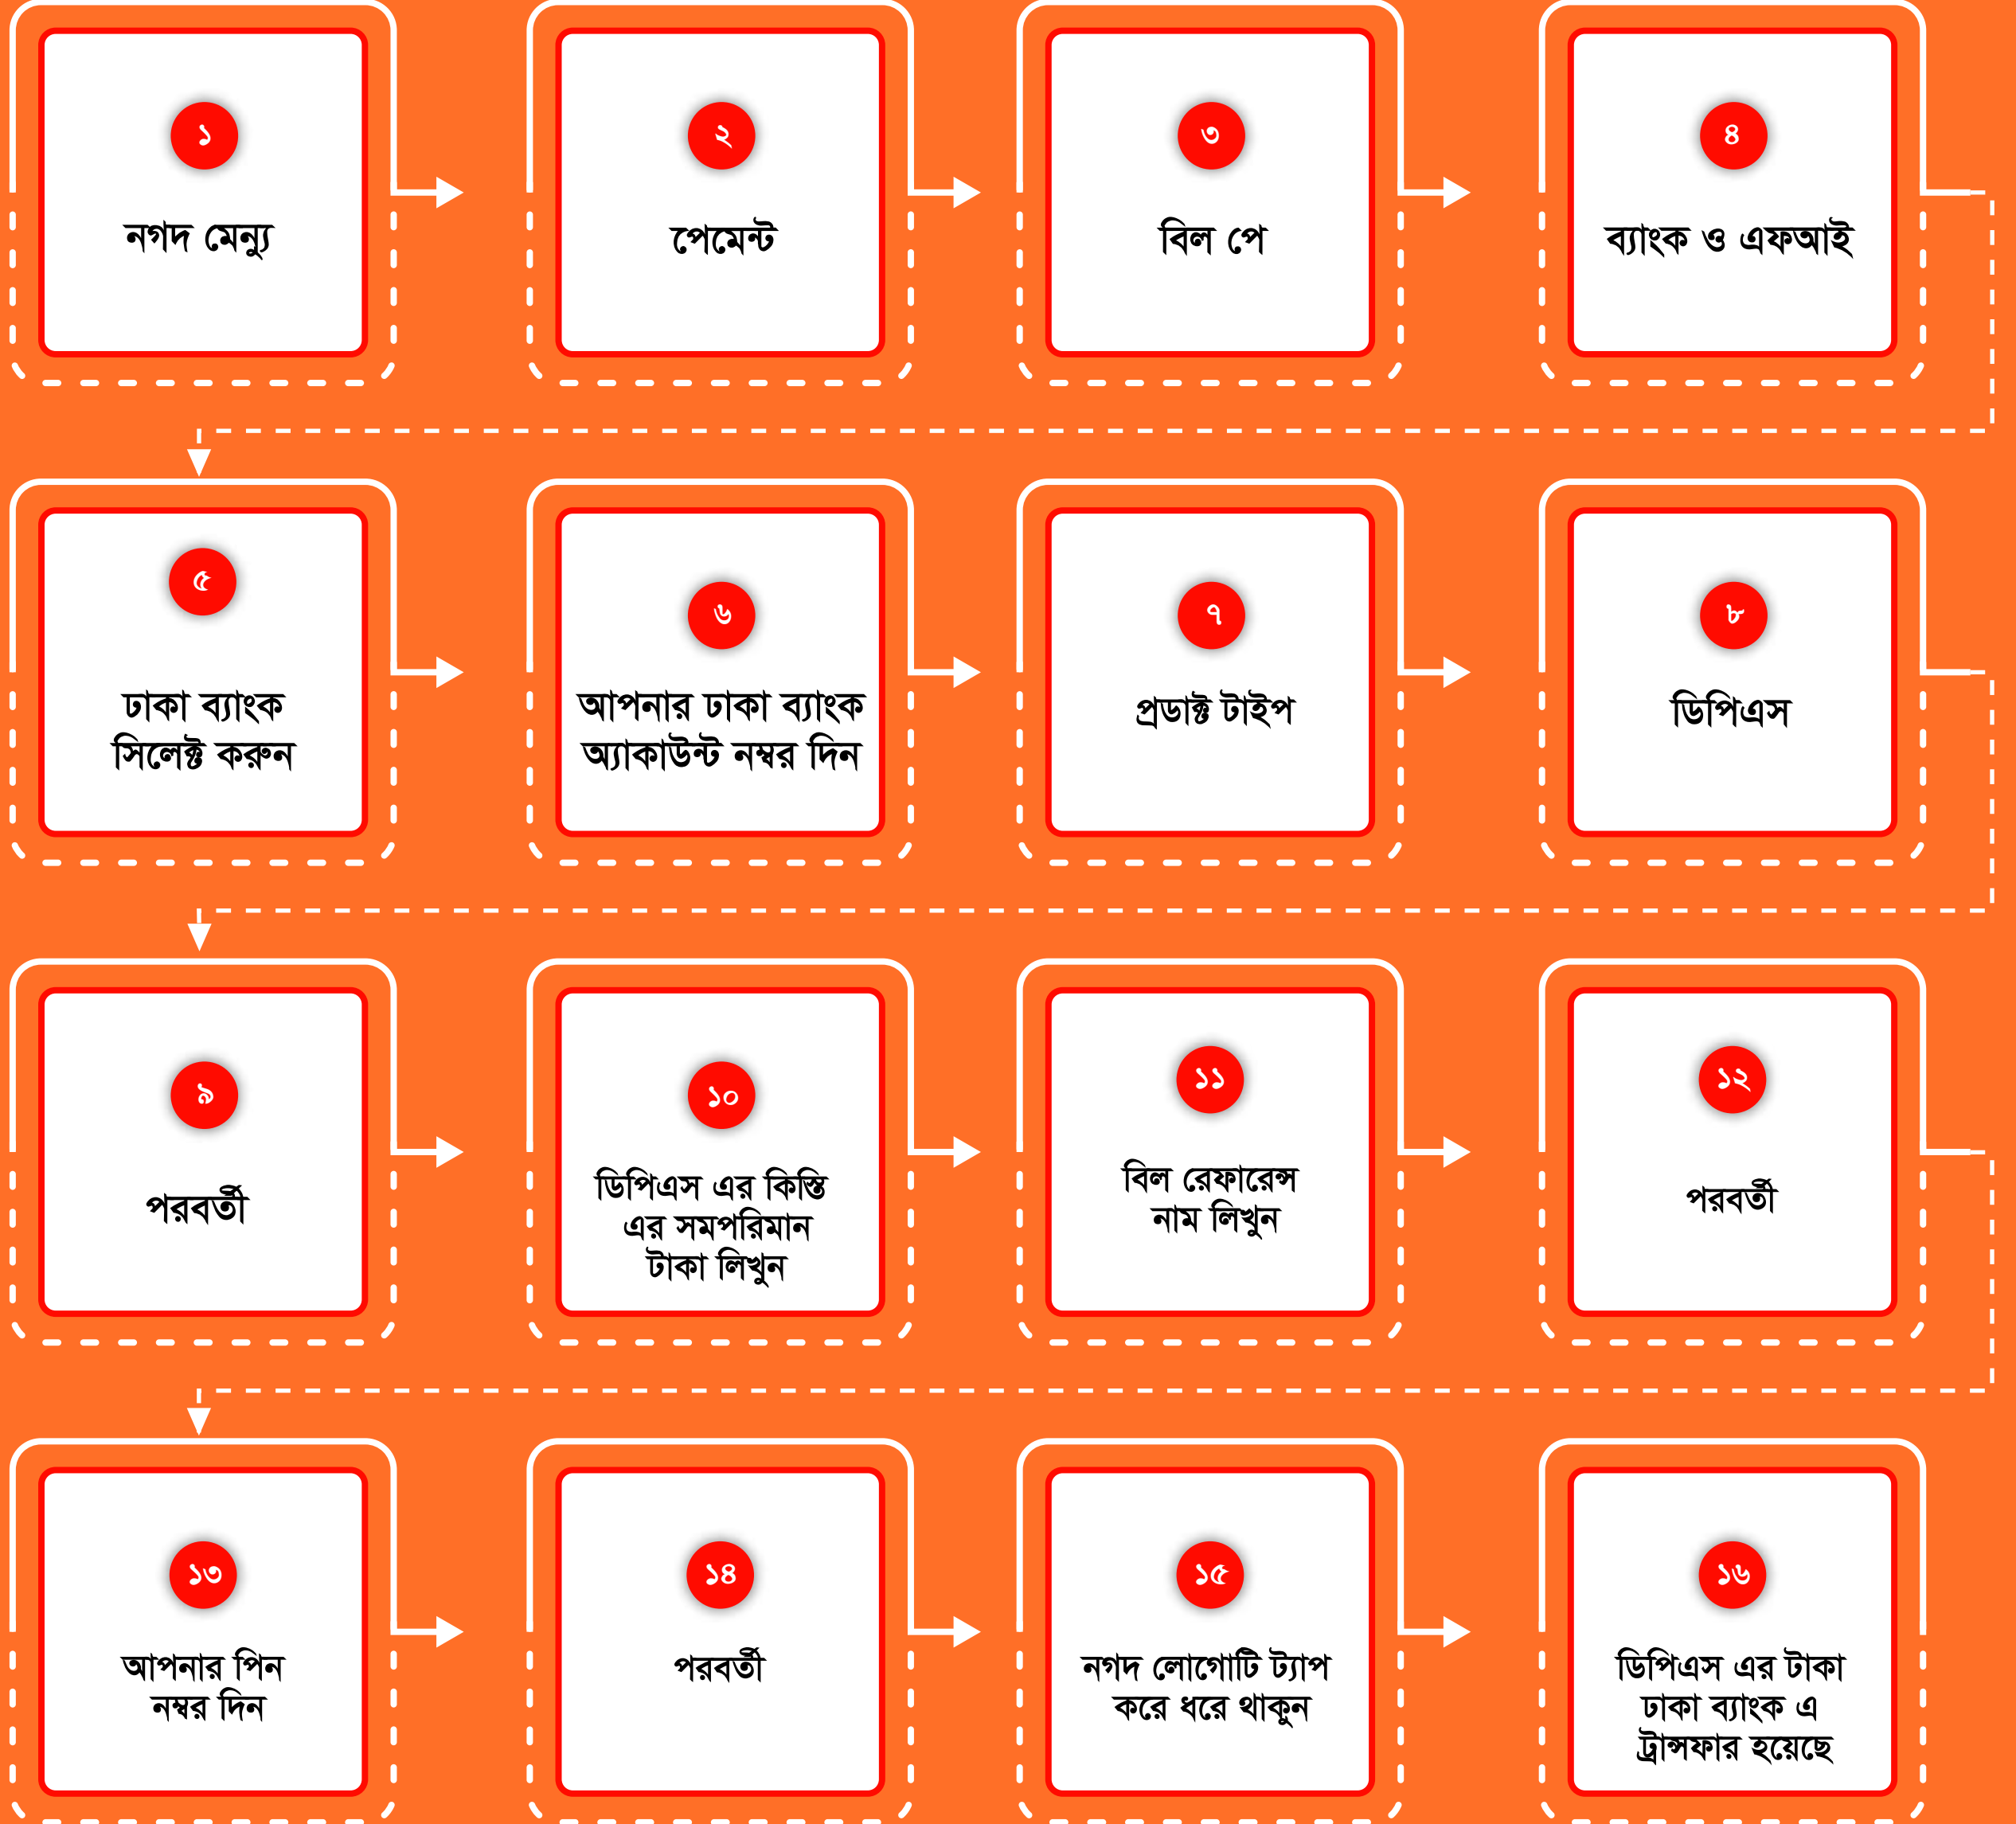 ১
নগদ মেন্যু
২
পেমেন্ট
৩
বিল পে
৪
ব্যাংক ও এফআই
৫
ঢাকা ব্যাংক
সিলেক্ট করুন
৬
আপনার ঢাকা ব্যাংক
অ্যাকাউন্ট নম্বর দিন
৭
প্রডাক্ট টাইপ
৮
ডিপিএস
৯
পরবর্তী
১০
ডিপিএস এর কিস্তি
এর সমপরিমান
টাকা লিখুন
১১
বিল রেফারেন্স
নাম লিখুন
১২
পরবর্তী
১৩
আপনার পিন
নম্বর দিন
১৪
পরবর্তী
১৫
নগদ লোগোটি ট্যাপ
করে ধরে থাকুন
১৬
ডিপিএস এর টাকা
ঢাকা ব্যাংক এ
ট্রান্সফার হয়েছে